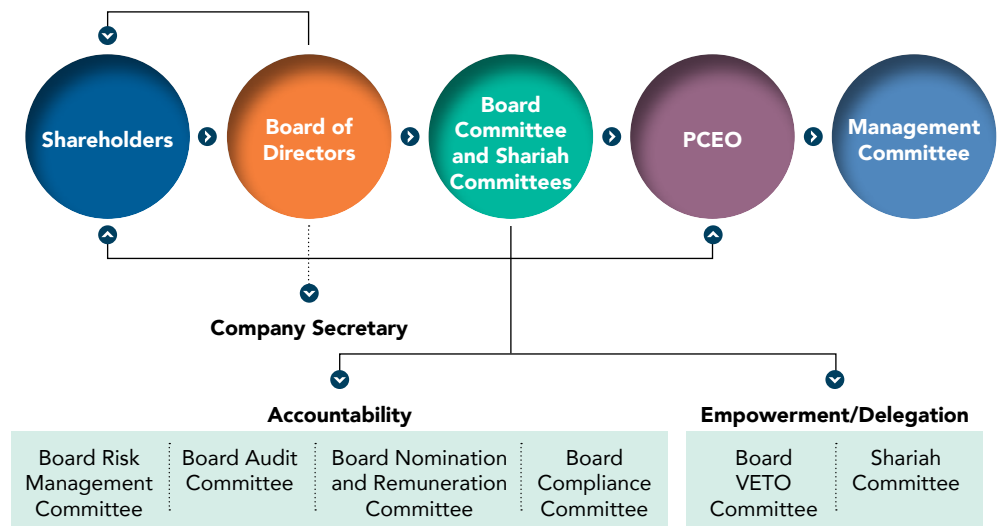 Shareholders
Board of
Directors
Board
Committee
and Shariah
Committees
PCEO
Management
Committee
Company Secretary
Accountability
Empowerment/Delegation
Board Risk
Management
Committee
Board Audit
Committee
Board Nomination
and Remuneration
Committee
Board
Compliance
Committee
Board
VETO
Committee
Shariah
Committee